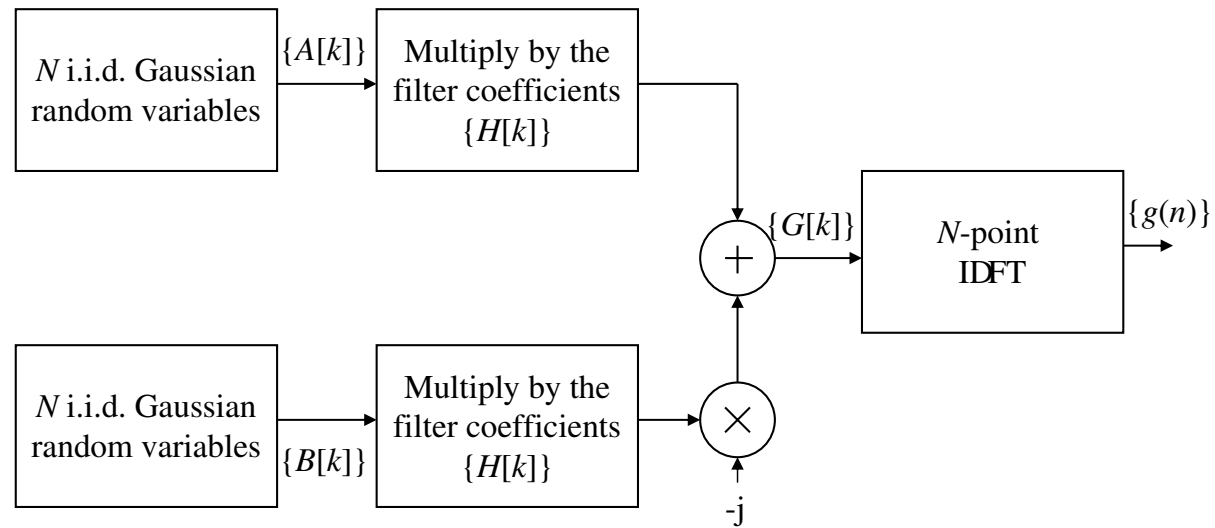 N i.i.d. Gaussian
random variables
{A[k]}
Multiply by the
filter coefficients
{H[k]}
+
{G[k]}
N-point
IDFT
{g(n)}
N i.i.d. Gaussian
random variables
{B[k]}
Multiply by the
filter coefficients
{H[k]}
×
-j